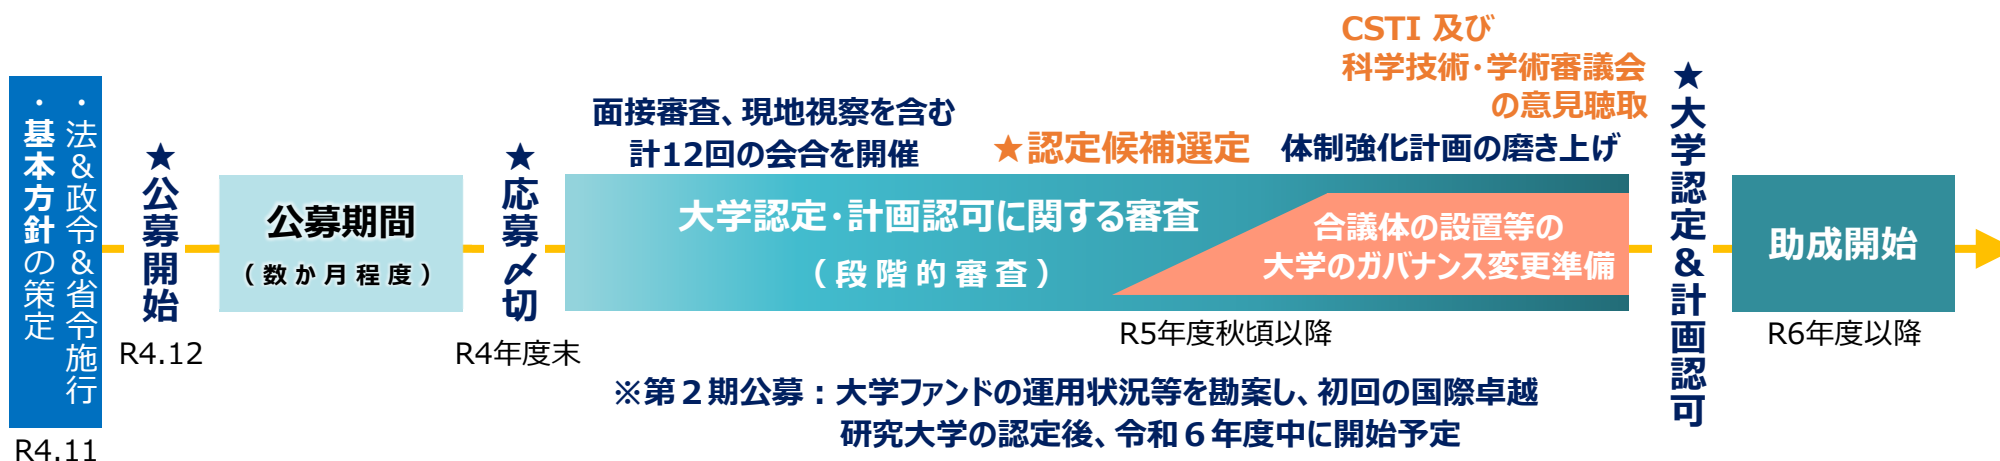 ・法&政令&省令施行
・基本方針の策定
R4.11
★公募開始
R4.12
公募期間
（数か月程度）
★応募〆切
R4年度末
面接審査、現地視察を含む
計12回の会合を開催
★認定候補選定
CSTI 及び
科学技術・学術審議会
の意見聴取
体制強化計画の磨き上げ
大学認定・計画認可に関する審査
（段階的審査）
合議体の設置等の
大学のガバナンス変更準備
R5年度秋頃以降
★大学認定&計画認可
助成開始
R6年度以降
※第２期公募：大学ファンドの運用状況等を勘案し、初回の国際卓越
研究大学の認定後、令和６年度中に開始予定